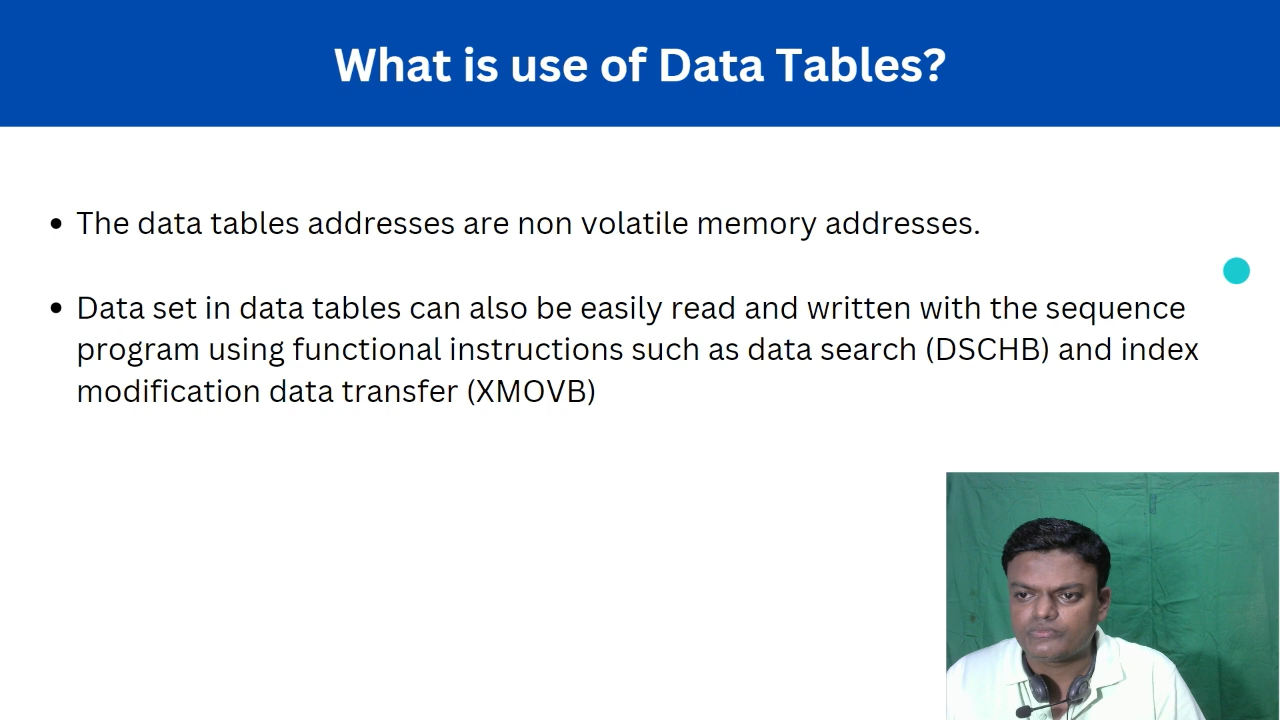 What is use of Data Tables?
• The data tables addresses are non volatile memory addresses.
• Data set in data tables can also be easily read and written with the sequence
program using functional instructions such as data search (DSCHB) and index
modification data transfer (XMOVB)